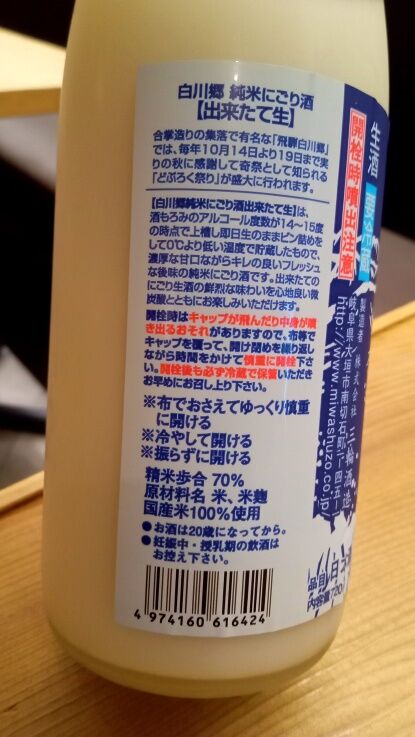 白川郷 純米にごり酒
【出来たて生】
合掌造りの集落で有名な「飛騨白川郷」
では、毎年10月14日より19日まで実
りの秋に感謝して奇祭として知られる
「どぶろく祭り」が盛大に行われます。
【白川郷純米にごり酒出来たて生】は、
酒もろみのアルコール度数が14～15度
の時点で上槽し即日生のままビン詰めを
して0℃より低い温度で貯蔵したもので、
濃厚な甘口ながらキレの良いフレッシュ
な後味の純米にごり酒です。出来たての
にごり生酒の鮮烈な味わいを心地良い微
炭酸とともにお楽しみいただけます。
開栓時はキャップが飛んだり中身が噴
き出るおそれがありますので、布等で
キャップを覆って、開け閉めを繰り返し
ながら時間をかけて慎重に開栓下さ
い。開栓後も必ず冷蔵で保管いただき
お早めにお召し上り下さい。
※布でおさえてゆっくり慎重
に開ける
※冷やして開ける
※振らずに開ける
精米歩合 70%
原材料名 米、米麹
国産米100%使用
●お酒は20歳になってから。
●妊娠中・授乳期の飲酒は
お控え下さい。
4 974160 616424
生酒
要冷蔵
開栓時噴出注意
製造者 株式会社 三輪酒造
岐阜県大垣市南切石町
http://www.miwashuzo.co.jp/
品目
内容量720